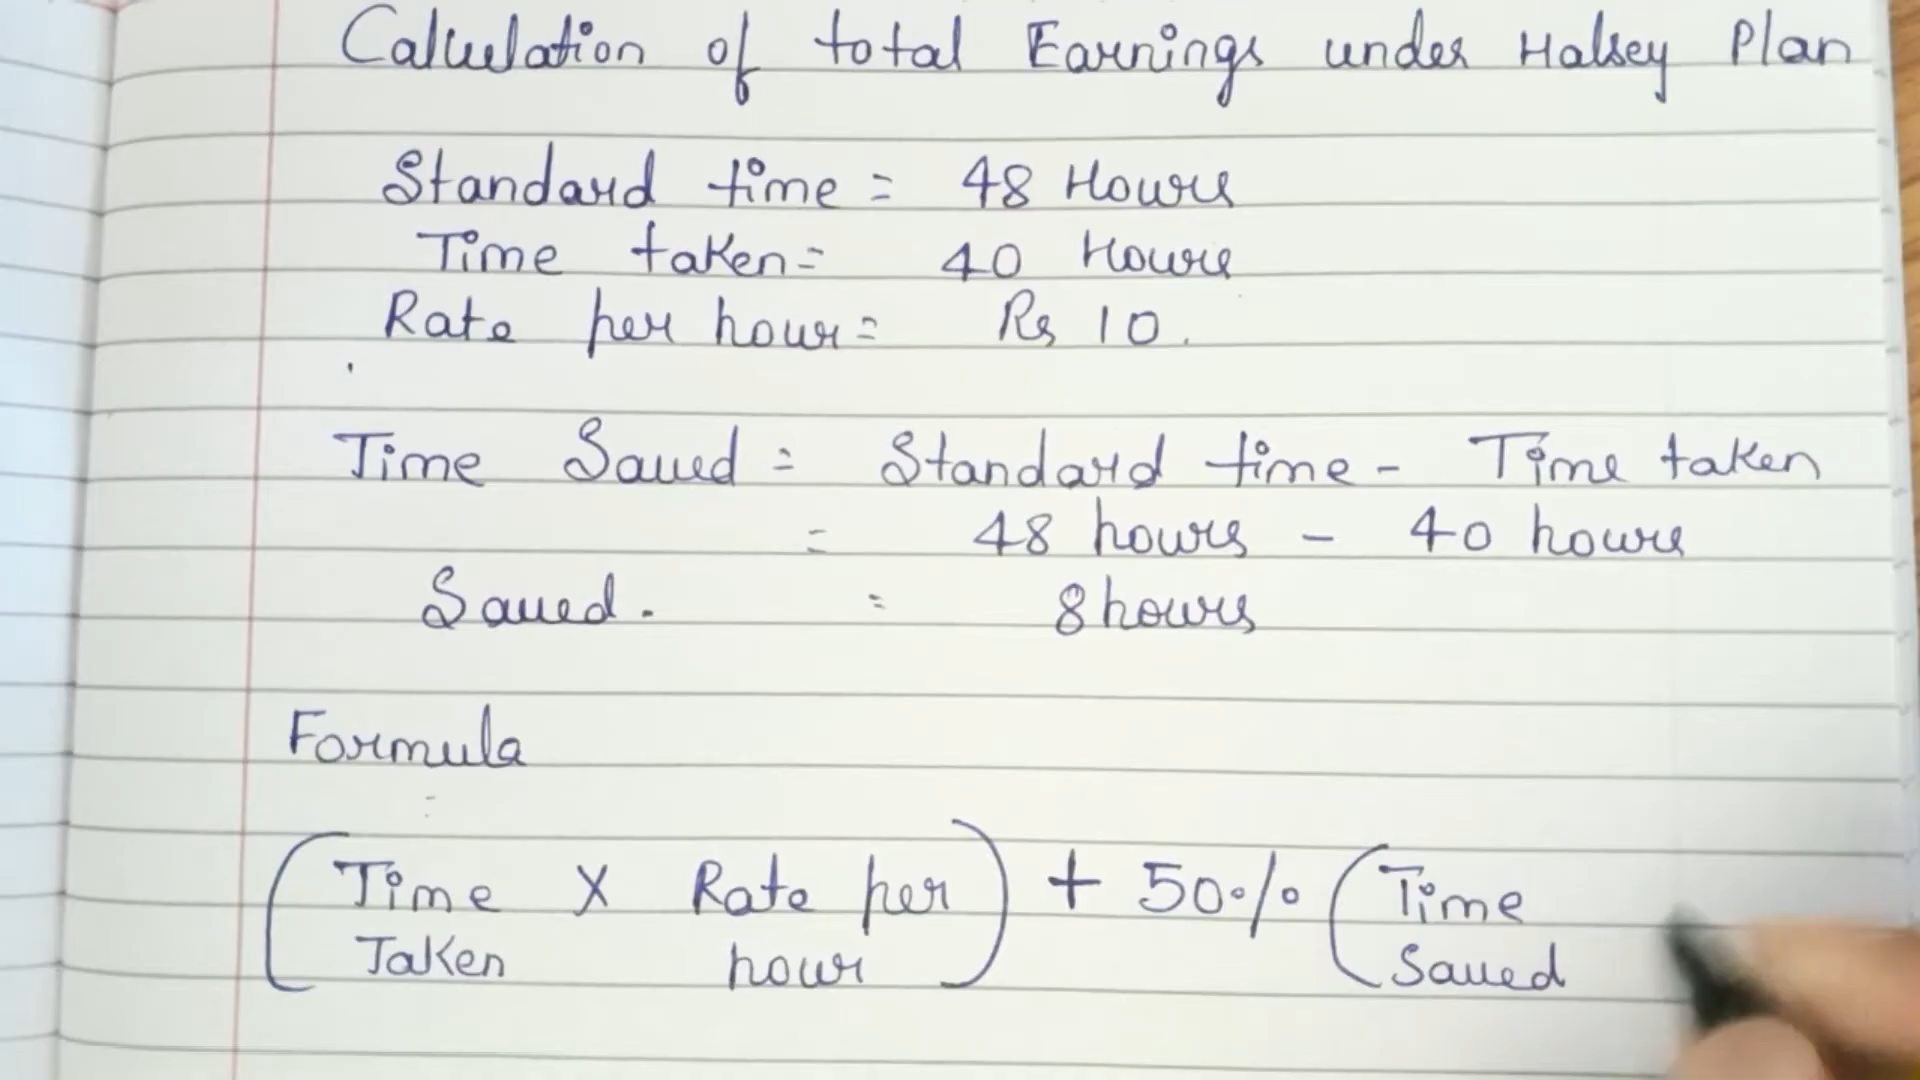 Calculation of total Earnings under Halsey Plan
Standard time = 48 Hours
Time taken = 40 Hours
Rate per hour = Rs 10.
Time Saved = Standard time - Time taken
= 48 hours - 40 hours
Saved. = 8 hours
Formula
(Time X Rate per) + 50% (Time
Taken hour Saved